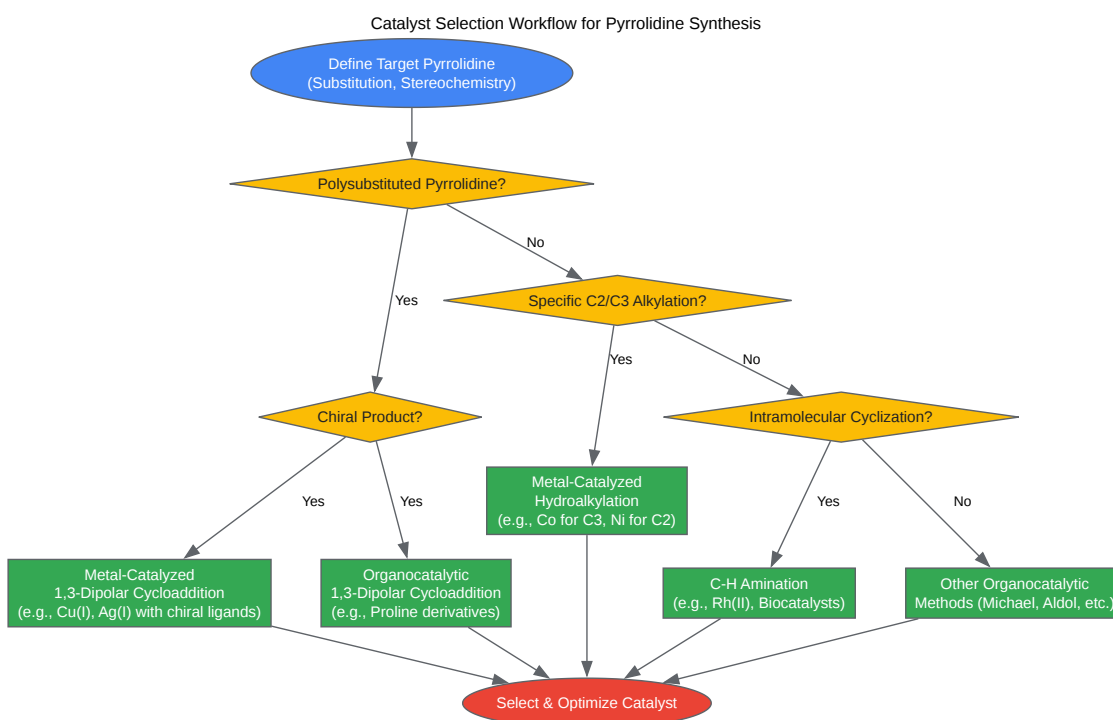 Catalyst Selection Workflow for Pyrrolidine Synthesis
Define Target Pyrrolidine
(Substitution, Stereochemistry)
Polysubstituted Pyrrolidine?
No
Specific C2/C3 Alkylation?
Yes
Yes
No
Chiral Product?
Intramolecular Cyclization?
Yes
Yes
Metal-Catalyzed
Hydroalkylation
(e.g., Co for C3, Ni for C2)
Yes
No
Metal-Catalyzed
1,3-Dipolar Cycloaddition
(e.g., Cu(I), Ag(I) with chiral ligands)
Organocatalytic
1,3-Dipolar Cycloaddition
(e.g., Proline derivatives)
C-H Amination
(e.g., Rh(II), Biocatalysts)
Other Organocatalytic
Methods (Michael, Aldol, etc.)
Select & Optimize Catalyst